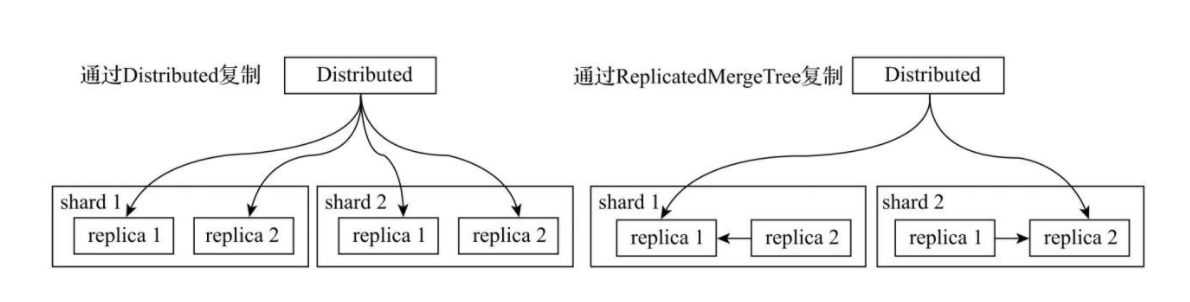 通过Distributed复制
Distributed
shard 1
replica 1
replica 2
shard 2
replica 1
replica 2
通过ReplicatedMergeTree复制
Distributed
shard 1
replica 1
replica 2
shard 2
replica 1
replica 2